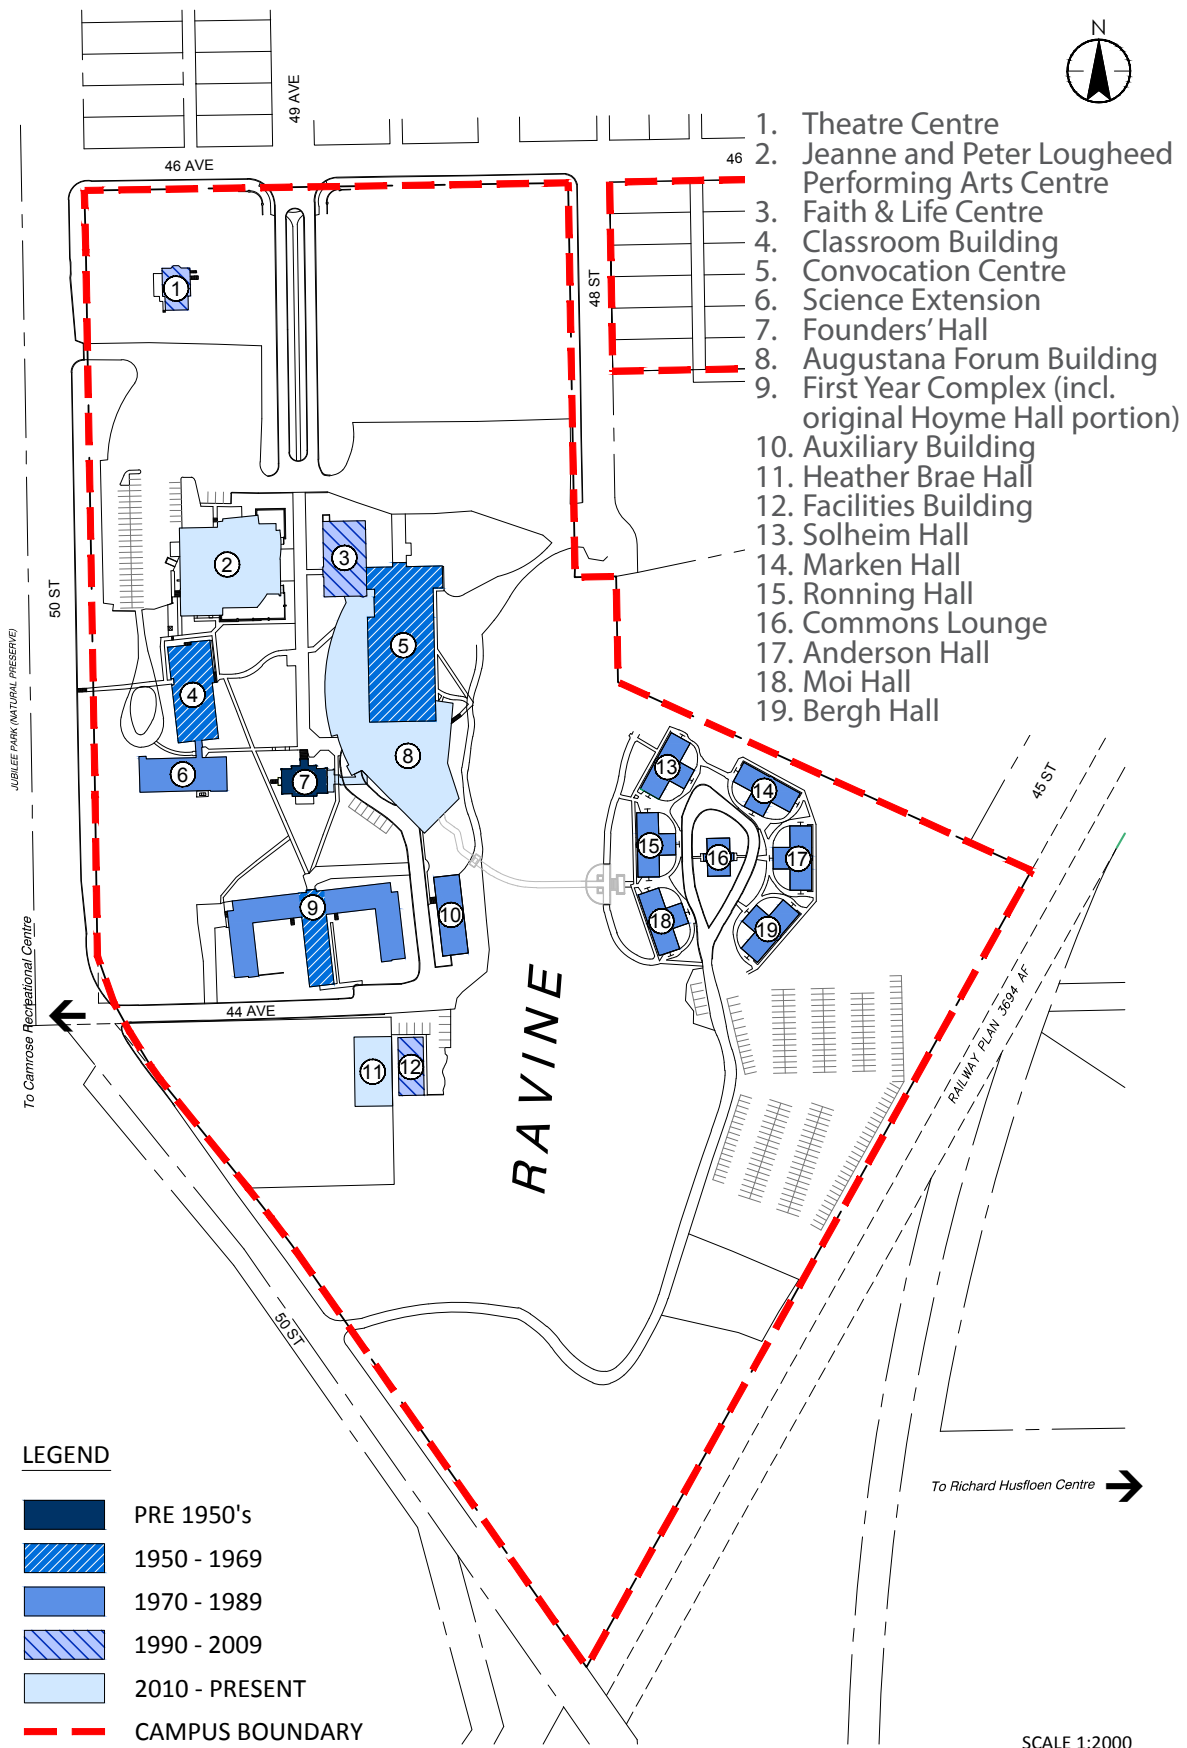 N
49 AVE
46 AVE
46
48 ST
50 ST
JUBILEE PARK (NATURAL PRESERVE)
1. Theatre Centre
2. Jeanne and Peter Lougheed
Performing Arts Centre
3. Faith & Life Centre
4. Classroom Building
5. Convocation Centre
6. Science Extension
7. Founders' Hall
8. Augustana Forum Building
9. First Year Complex (incl.
original Hoyme Hall portion)
10. Auxiliary Building
11. Heather Brae Hall
12. Facilities Building
13. Solheim Hall
14. Marken Hall
15. Ronning Hall
16. Commons Lounge
17. Anderson Hall
18. Moi Hall
19. Bergh Hall
1
2
3
4
5
6
7
8
9
10
11
12
13
14
15
16
17
18
19
45 ST
44 AVE
To Camrose Recreational Centre
RAVINE
RAILWAY PLAN 3694 AF
50 ST
To Richard Husfloen Centre
LEGEND
PRE 1950's
1950 - 1969
1970 - 1989
1990 - 2009
2010 - PRESENT
CAMPUS BOUNDARY
SCALE 1:2000